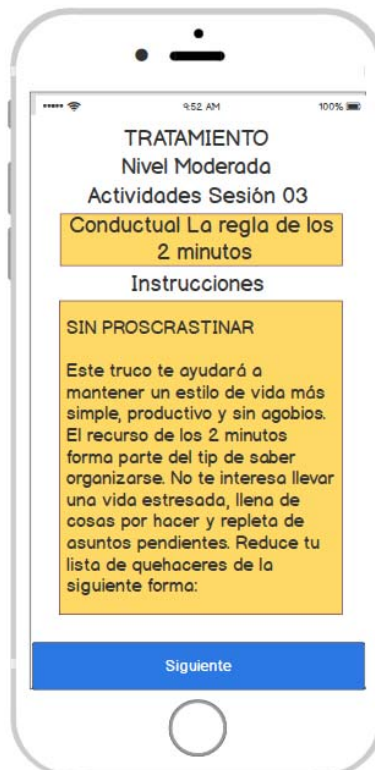 9:52 AM 100%
TRATAMIENTO
Nivel Moderada
Actividades Sesión 03
Conductual La regla de los
2 minutos
Instrucciones
SIN PROSCRASTINAR
Este truco te ayudará a
mantener un estilo de vida más
simple, productivo y sin agobios.
El recurso de los 2 minutos
forma parte del tip de saber
organizarse. No te interesa llevar
una vida estresada, llena de
cosas por hacer y repleta de
asuntos pendientes. Reduce tu
lista de quehaceres de la
siguiente forma:
Siguiente